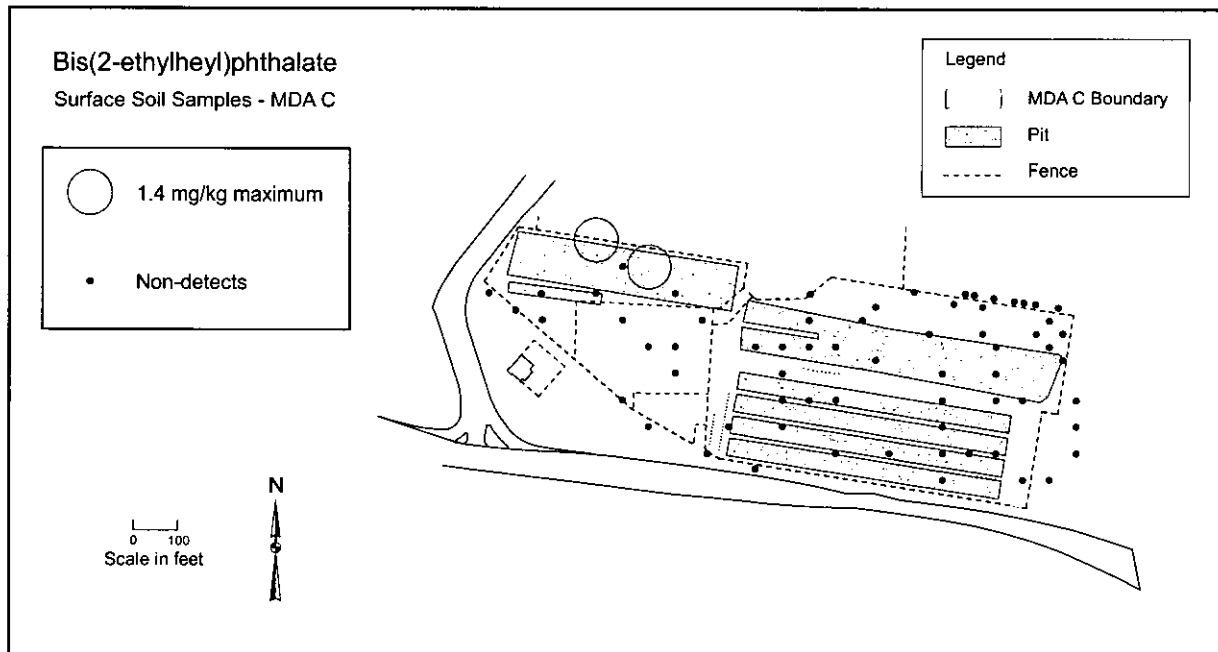 Bis(2-ethylheyl)phthalate
Surface Soil Samples - MDA C
1.4 mg/kg maximum
Non-detects
Legend
MDA C Boundary
Pit
Fence
N
0 100
Scale in feet